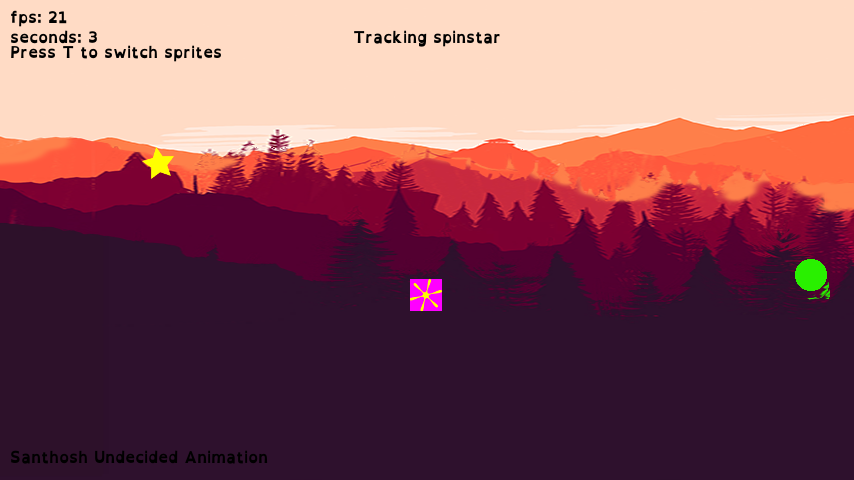 fps: 21
seconds: 3
Press T to switch sprites
Tracking spinstar
Santhosh Undecided Animation